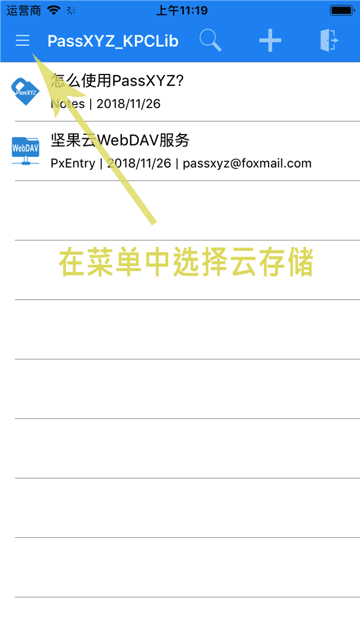 运营商 上午11:19
PassXYZ_KPCLib
怎么使用PassXYZ?
PassXYZ
Notes | 2018/11/26
坚果云WebDAV服务
WebDAV
PxEntry | 2018/11/26 | passxyz@foxmail.com
在菜单中选择云存储